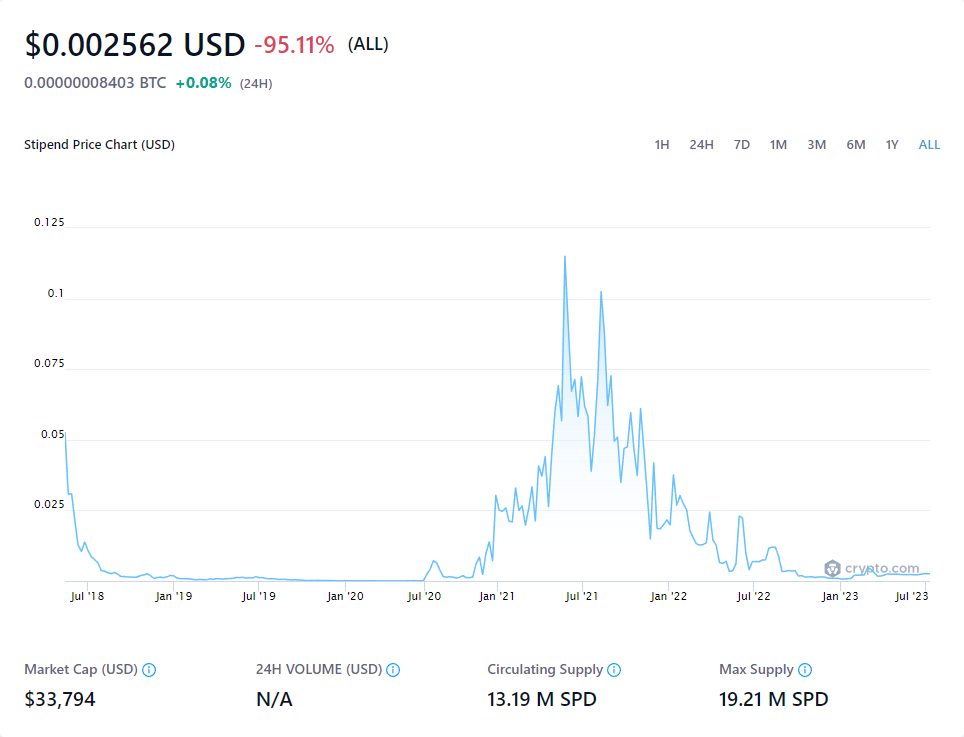 $0.002562 USD -95.11% (ALL)
0.00000008403 BTC +0.08% (24H)
Stipend Price Chart (USD) 1H 24H 7D 1M 3M 6M 1Y ALL
0.125
0.1
0.075
0.05
0.025
crypto.com
Jul '18 Jan '19 Jul '19 Jan '20 Jul '20 Jan '21 Jul '21 Jan '22 Jul '22 Jan '23 Jul '23
Market Cap (USD) 24H VOLUME (USD) Circulating Supply Max Supply
$33,794 N/A 13.19 M SPD 19.21 M SPD